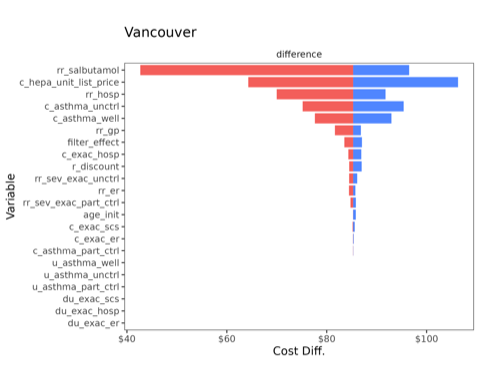 Vancouver
difference
rr_salbutamol
c_hepa_unit_list_price
rr_hosp
c_asthma_unctrl
c_asthma_well
rr_gp
filter_effect
c_exac_hosp
r_discount
rr_sev_exac_unctrl
rr_er
rr_sev_exac_part_ctrl
age_init
c_exac_scs
c_exac_er
c_asthma_part_ctrl
u_asthma_well
u_asthma_unctrl
u_asthma_part_ctrl
du_exac_scs
du_exac_hosp
du_exac_er
Variable
$40 $60 $80 $100
Cost Diff.